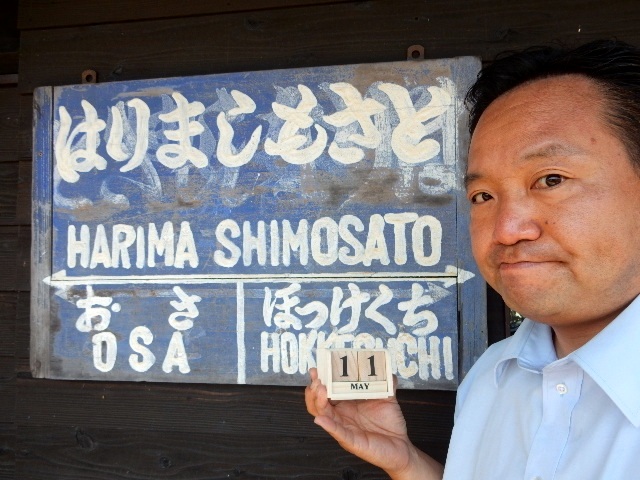 はりましもさと
HARIMA SHIMOSATO
おさ ほっけくち
OSA HOKKEGUCHI
11
MAY